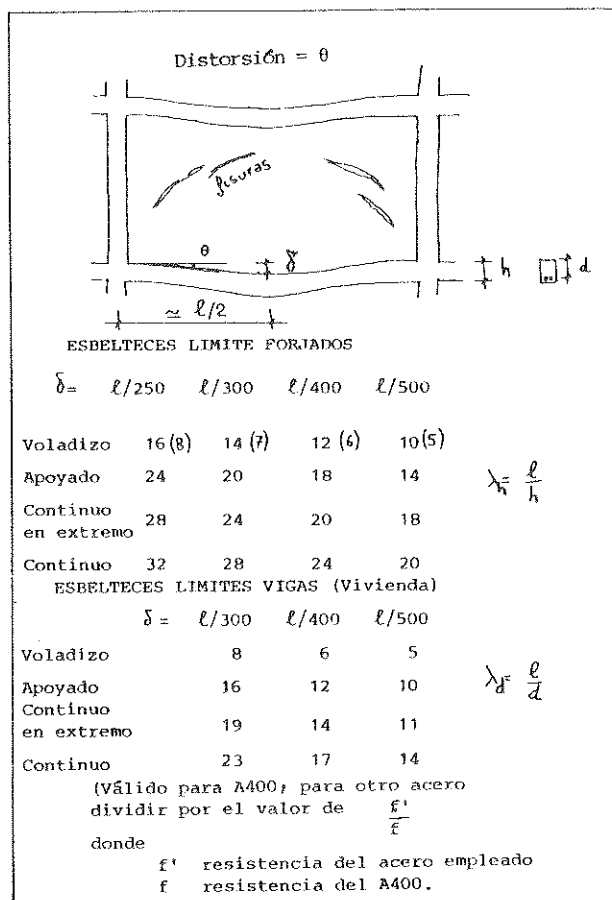 Distorsión = θ
fisuras
θ
δ
h
d
≃ ℓ/2
ESBELTECES LIMITE FORJADOS
δ= ℓ/250 ℓ/300 ℓ/400 ℓ/500
Voladizo 16(8) 14(7) 12(6) 10(5)
Apoyado 24 20 18 14
λh= ℓ/h
Continuo
en extremo 28 24 20 18
Continuo 32 28 24 20
ESBELTECES LIMITES VIGAS (Vivienda)
δ = ℓ/300 ℓ/400 ℓ/500
Voladizo 8 6 5
Apoyado 16 12 10
λd= ℓ/d
Continuo
en extremo 19 14 11
Continuo 23 17 14
(Válido para A400; para otro acero
dividir por el valor de f'/f
donde
f' resistencia del acero empleado
f resistencia del A400.